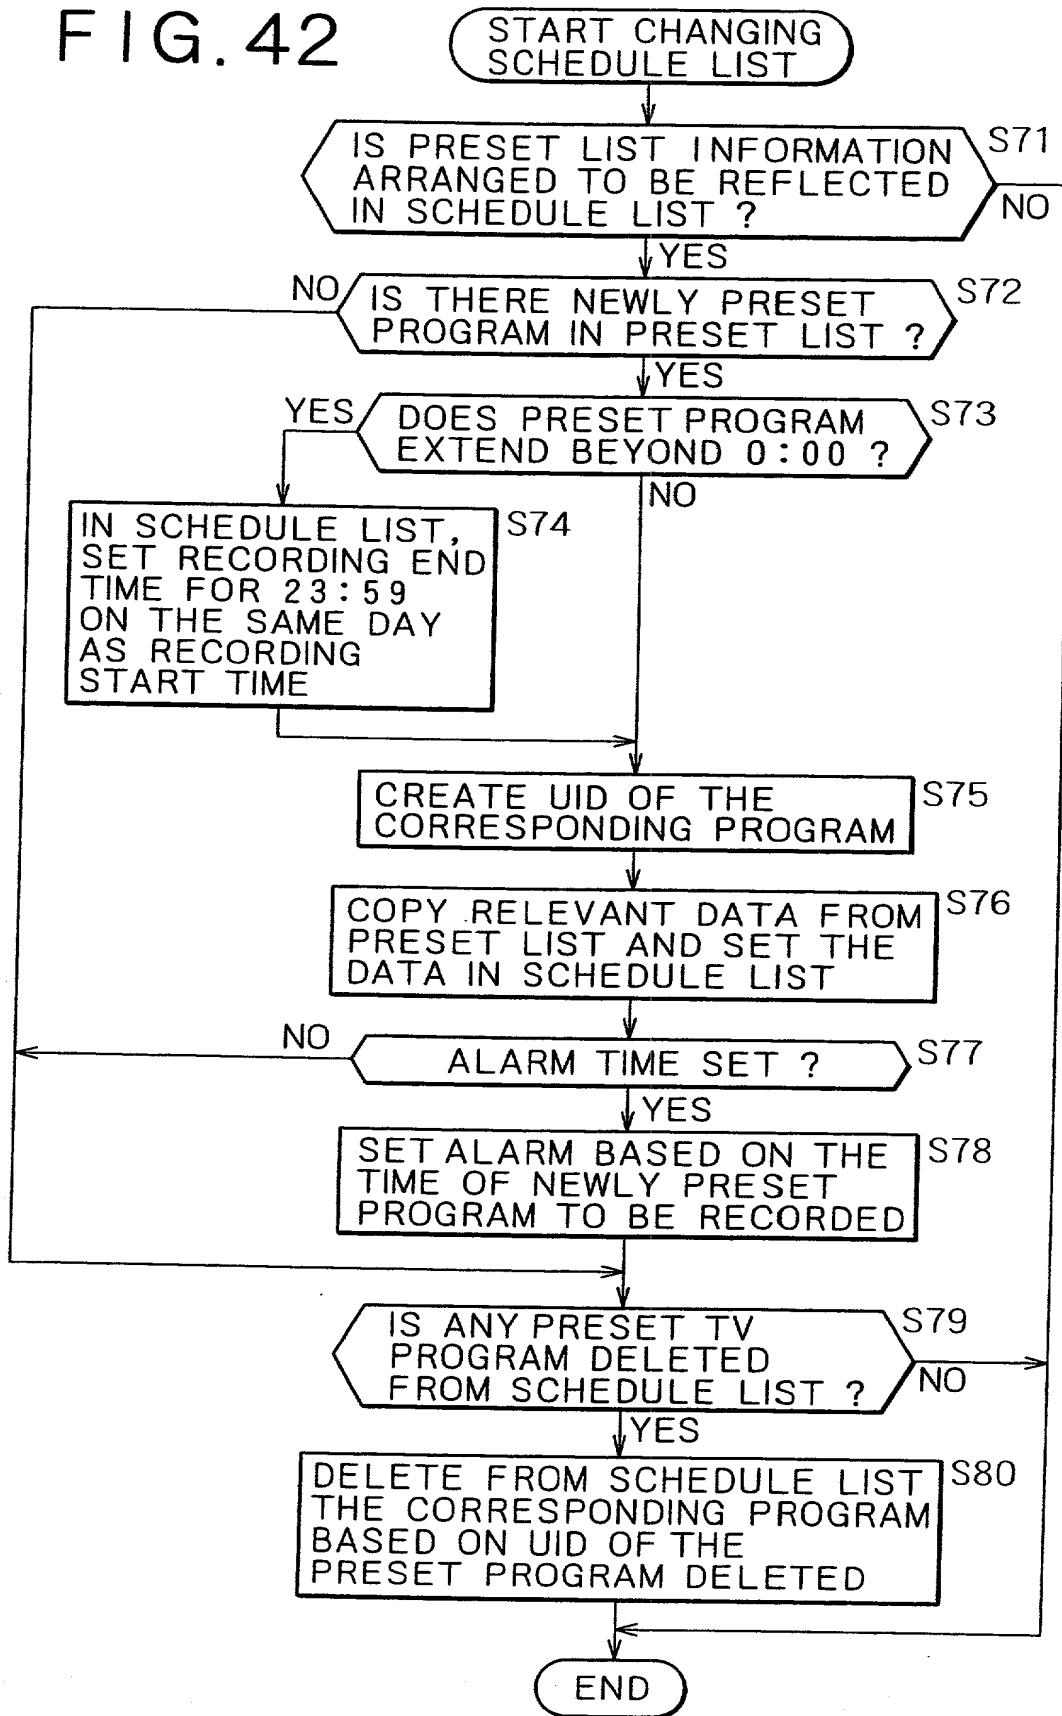 FIG. 42
START CHANGING
SCHEDULE LIST
IS PRESET LIST INFORMATION
ARRANGED TO BE REFLECTED
IN SCHEDULE LIST ?
S71
NO
YES
NO
IS THERE NEWLY PRESET
PROGRAM IN PRESET LIST ?
S72
YES
YES
DOES PRESET PROGRAM
EXTEND BEYOND 0:00 ?
S73
NO
IN SCHEDULE LIST,
SET RECORDING END
TIME FOR 23:59
ON THE SAME DAY
AS RECORDING
START TIME
S74
CREATE UID OF THE
CORRESPONDING PROGRAM
S75
COPY RELEVANT DATA FROM
PRESET LIST AND SET THE
DATA IN SCHEDULE LIST
S76
NO
ALARM TIME SET ?
S77
YES
SET ALARM BASED ON THE
TIME OF NEWLY PRESET
PROGRAM TO BE RECORDED
S78
IS ANY PRESET TV
PROGRAM DELETED
FROM SCHEDULE LIST ?
S79
NO
YES
DELETE FROM SCHEDULE LIST
THE CORRESPONDING PROGRAM
BASED ON UID OF THE
PRESET PROGRAM DELETED
S80
END